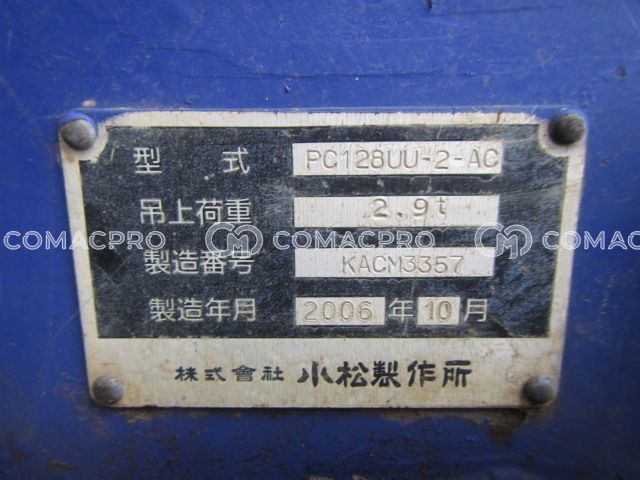 型式 PC128UU-2-AC
吊上荷重 2.9t
COMACPRO COMACPRO COMACPRO
製造番号 KACM3357
製造年月 2006年10月
株式會社 小松製作所